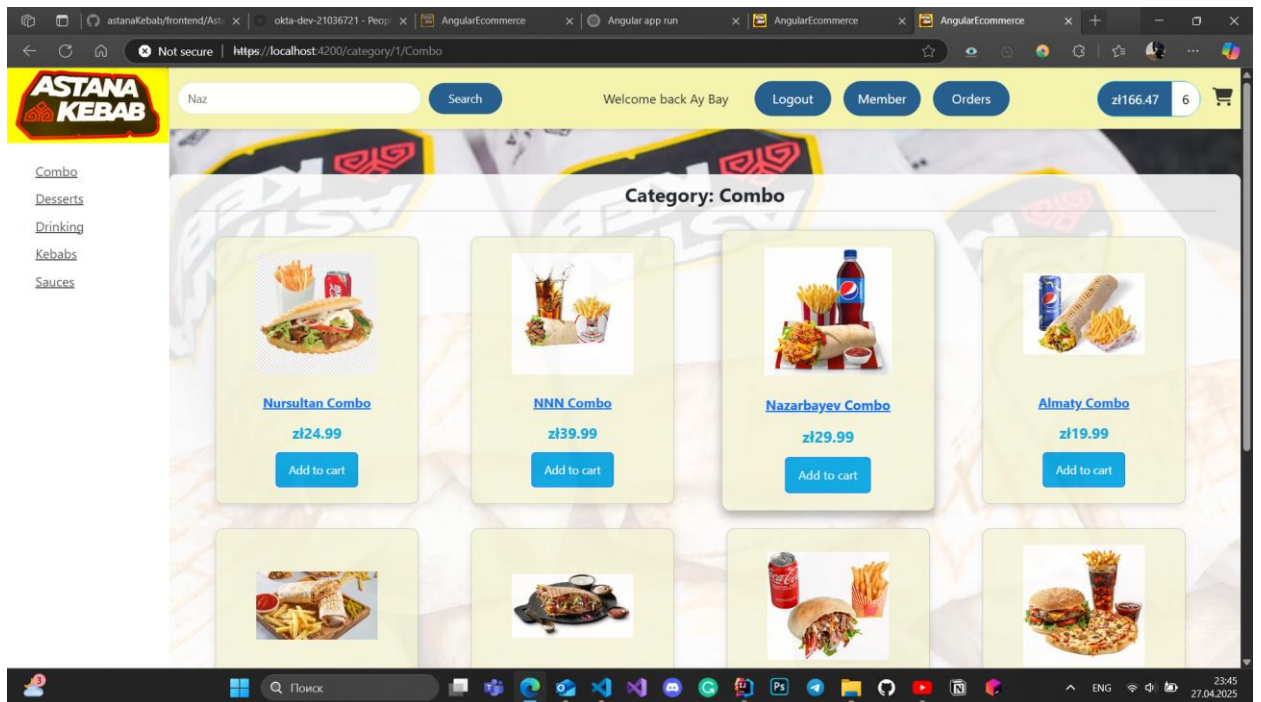 astanaKebab/frontend/Ast
okta-dev-21036721 - Peopl
AngularEcommerce
Angular app run
AngularEcommerce
AngularEcommerce
Not secure
https://localhost:4200/category/1/Combo
ASTANA
KEBAB
Naz
Search
Welcome back Ay Bay
Logout
Member
Orders
zł166.47
6
Combo
Desserts
Drinking
Kebabs
Sauces
Category: Combo
Nursultan Combo
zł24.99
Add to cart
NNN Combo
zł39.99
Add to cart
Nazarbayev Combo
zł29.99
Add to cart
Almaty Combo
zł19.99
Add to cart
3
Поиск
ENG
23:45
27.04.2025